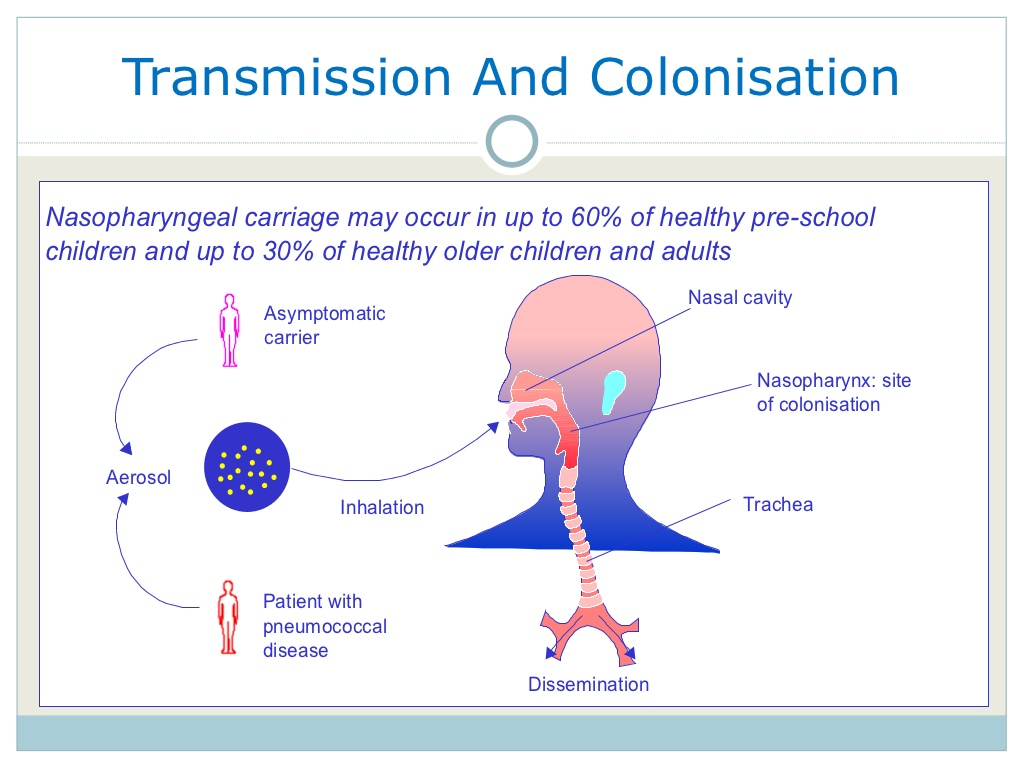 Transmission And Colonisation
Nasopharyngeal carriage may occur in up to 60% of healthy pre-school
children and up to 30% of healthy older children and adults
Nasal cavity
Asymptomatic
carrier
Nasopharynx: site
of colonisation
Aerosol
Inhalation
Trachea
Patient with
pneumococcal
disease
Dissemination